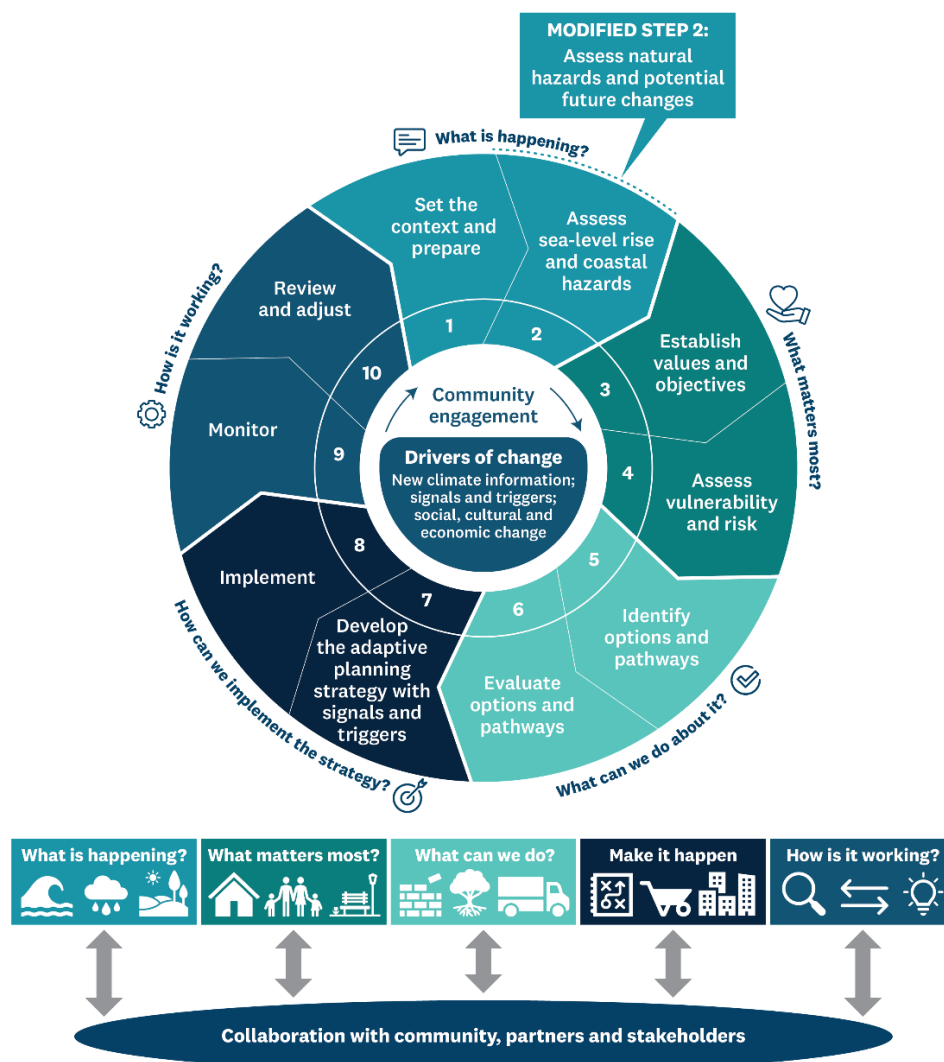 MODIFIED STEP 2:
Assess natural
hazards and potential
future changes
What is happening?
Set the
context and
prepare
1
Assess
sea-level rise
and coastal
hazards
2
What matters most?
Establish
values and
objectives
3
Assess
vulnerability
and risk
4
What can we do about it?
Identify
options and
pathways
5
Evaluate
options and
pathways
6
How can we implement the strategy?
Develop
the adaptive
planning
strategy with
signals and
triggers
7
Implement
8
How is it working?
Monitor
9
Review
and adjust
10
Community
engagement
Drivers of change
New climate information;
signals and triggers;
social, cultural and
economic change
What is happening?
What matters most?
What can we do?
Make it happen
How is it working?
Collaboration with community, partners and stakeholders